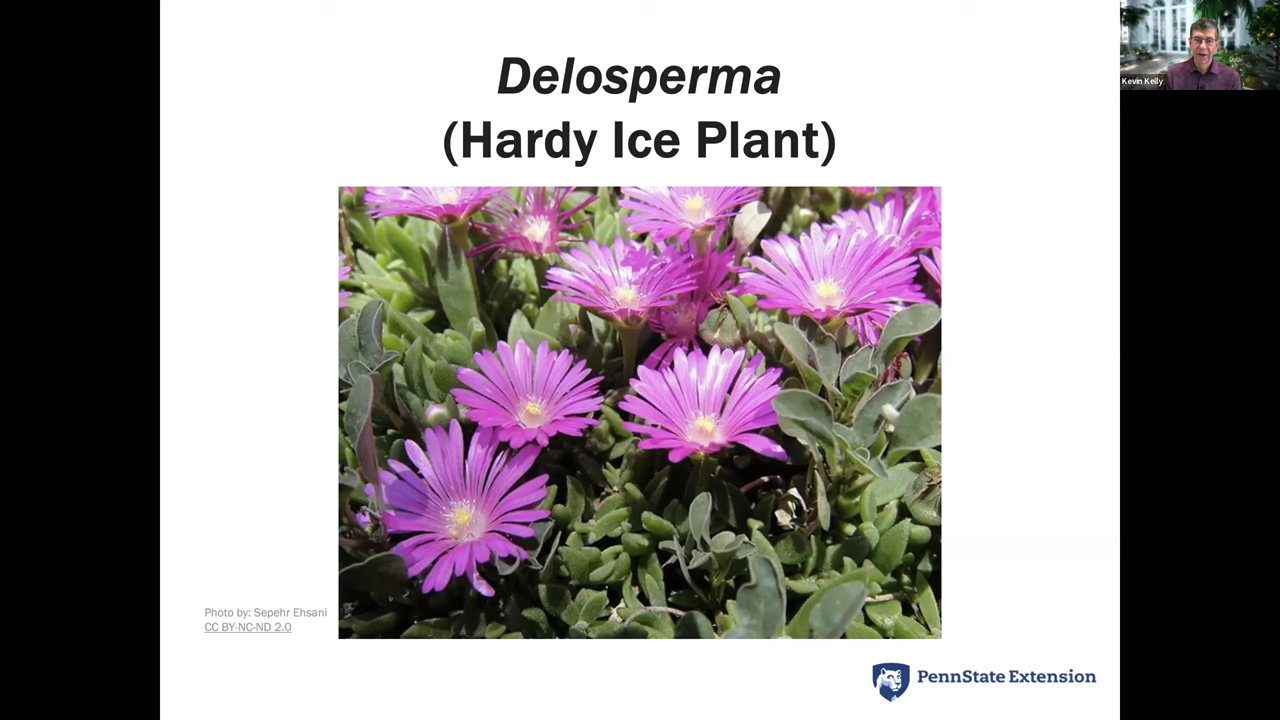 Delosperma
(Hardy Ice Plant)
Kevin Kelly
Photo by: Sepehr Ehsani
CC BY-NC-ND 2.0
PennState Extension